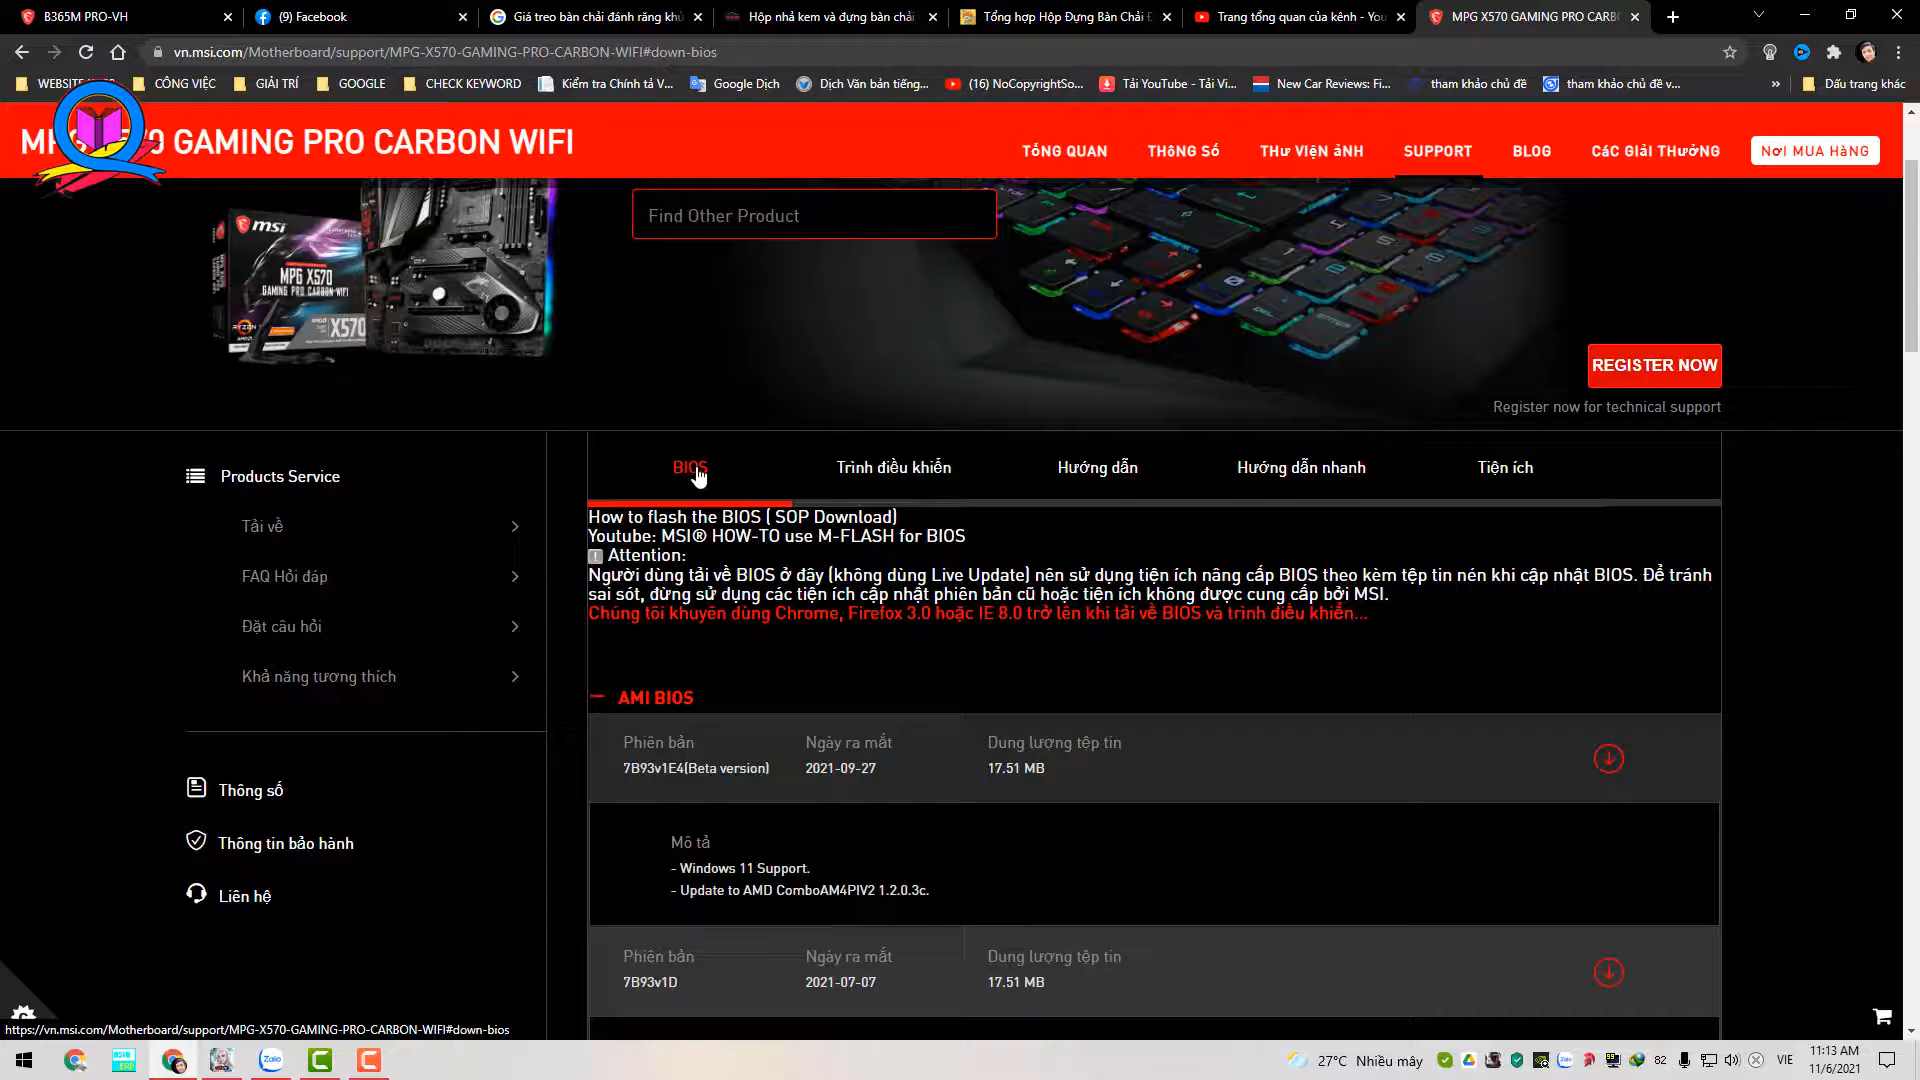 B365M PRO-VH
(9) Facebook
Giá treo bàn chải đánh răng khử
Hộp nhả kem và đựng bàn chải
Tổng hợp Hộp Đựng Bàn Chải Đ
Trang tổng quan của kênh - You
MPG X570 GAMING PRO CARB
vn.msi.com/Motherboard/support/MPG-X570-GAMING-PRO-CARBON-WIFI#down-bios
CÔNG VIỆC
GIẢI TRÍ
GOOGLE
CHECK KEYWORD
Kiểm tra Chính tả V...
Google Dịch
Dịch Văn bản tiếng...
(16) NoCopyrightSo...
Tải YouTube - Tải Vi...
New Car Reviews: Fi...
tham khảo chủ đề
tham khảo chủ đề v...
»
Dấu trang khác
GAMING PRO CARBON WIFI
TổNG QUAN
THôNG Số
THư VIệN ảNH
SUPPORT
BLOG
CáC GIảI THưởNG
NơI MUA HàNG
Find Other Product
msi
MPG X570
GAMING PRO CARBON WIFI
RYZEN
X570
REGISTER NOW
Register now for technical support
Products Service
Tải về
FAQ Hỏi đáp
Đặt câu hỏi
Khả năng tương thích
Thông số
Thông tin bảo hành
Liên hệ
BIOS
Trình điều khiển
Hướng dẫn
Hướng dẫn nhanh
Tiện ích
How to flash the BIOS ( SOP Download)
Youtube: MSI® HOW-TO use M-FLASH for BIOS
! Attention:
Người dùng tải về BIOS ở đây (không dùng Live Update) nên sử dụng tiện ích nâng cấp BIOS theo kèm tệp tin nén khi cập nhật BIOS. Để tránh
sai sót, đừng sử dụng các tiện ích cập nhật phiên bản cũ hoặc tiện ích không được cung cấp bởi MSI.
Chúng tôi khuyên dùng Chrome, Firefox 3.0 hoặc IE 8.0 trở lên khi tải về BIOS và trình điều khiển...
AMI BIOS
Phiên bản
Ngày ra mắt
Dung lượng tệp tin
7B93v1E4(Beta version)
2021-09-27
17.51 MB
Mô tả
- Windows 11 Support.
- Update to AMD ComboAM4PIV2 1.2.0.3c.
Phiên bản
Ngày ra mắt
Dung lượng tệp tin
7B93v1D
2021-07-07
17.51 MB
https://vn.msi.com/Motherboard/support/MPG-X570-GAMING-PRO-CARBON-WIFI#down-bios
Zalo
27°C Nhiều mây
82
VIE
11:13 AM
11/6/2021